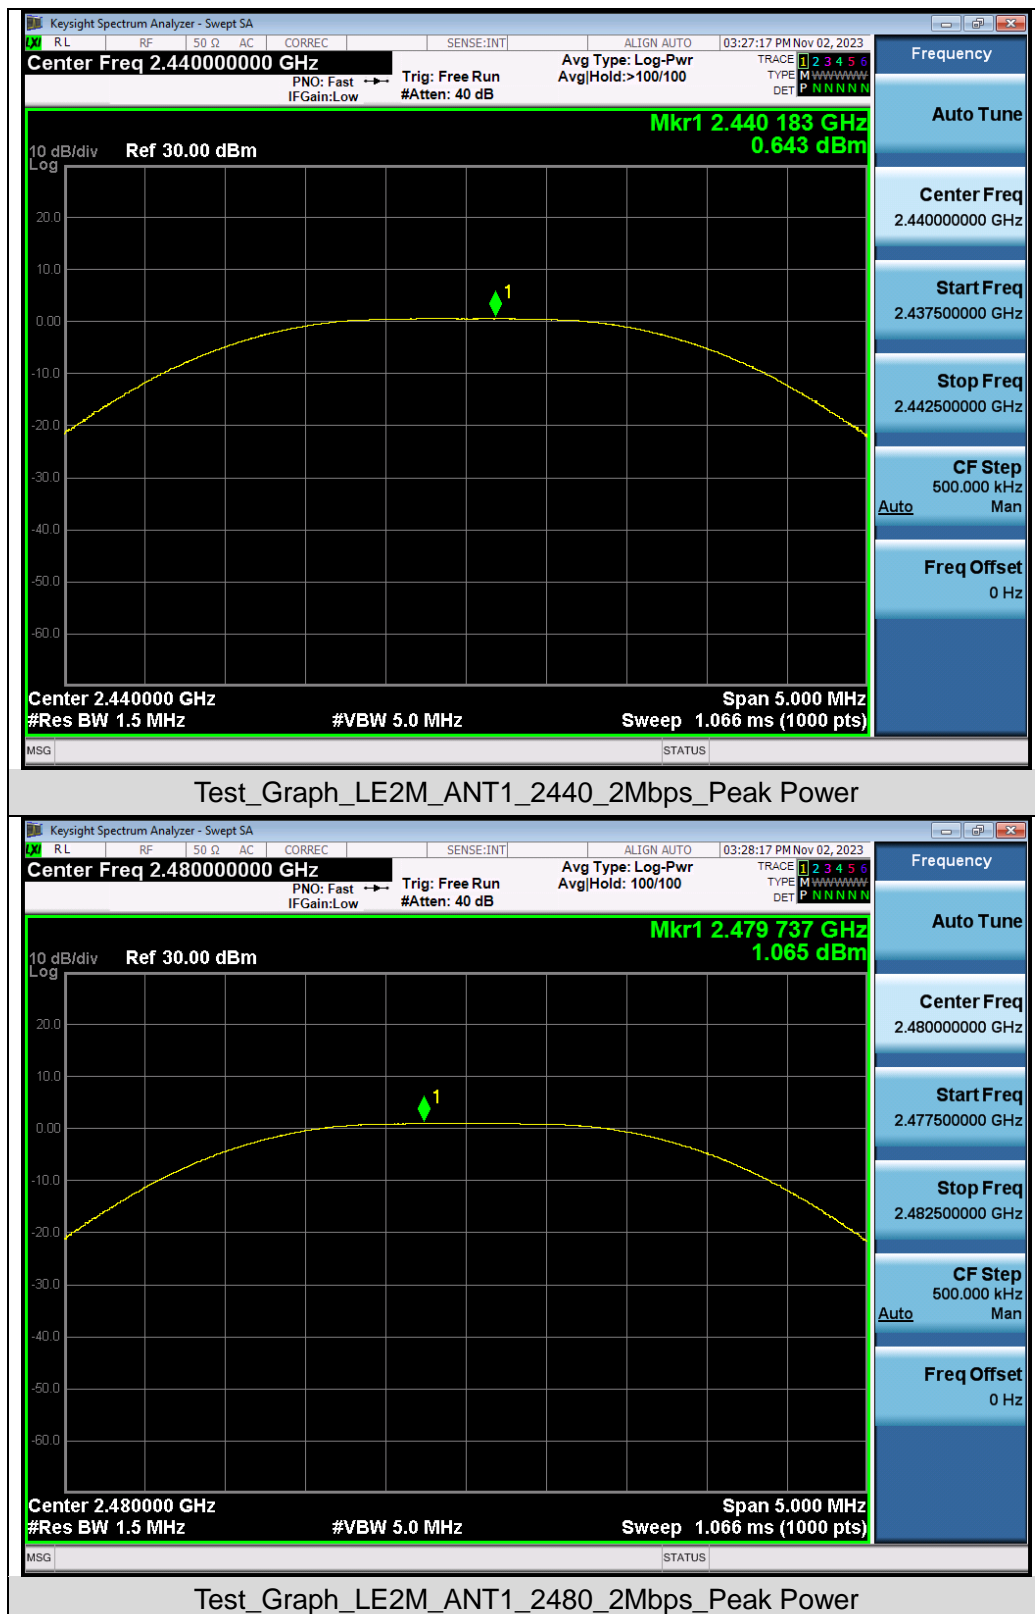 Keysight Spectrum Analyzer - Swept SA
LXI RL RF 50 Ω AC CORREC SENSE:INT ALIGN AUTO 03:27:17 PM Nov 02, 2023
Center Freq 2.440000000 GHz
PNO: Fast
IFGain:Low
Trig: Free Run
#Atten: 40 dB
Avg Type: Log-Pwr
Avg|Hold:>100/100
TRACE 1 2 3 4 5 6
TYPE M WWWWW
DET P N N N N N
Mkr1 2.440 183 GHz
0.643 dBm
10 dB/div Ref 30.00 dBm
Log
20.0
10.0
0.00
-10.0
-20.0
-30.0
-40.0
-50.0
-60.0
1
Center 2.440000 GHz Span 5.000 MHz
#Res BW 1.5 MHz #VBW 5.0 MHz Sweep 1.066 ms (1000 pts)
MSG STATUS
Frequency
Auto Tune
Center Freq
2.440000000 GHz
Start Freq
2.437500000 GHz
Stop Freq
2.442500000 GHz
CF Step
500.000 kHz
Auto Man
Freq Offset
0 Hz
Test_Graph_LE2M_ANT1_2440_2Mbps_Peak Power
Keysight Spectrum Analyzer - Swept SA
LXI RL RF 50 Ω AC CORREC SENSE:INT ALIGN AUTO 03:28:17 PM Nov 02, 2023
Center Freq 2.480000000 GHz
PNO: Fast
IFGain:Low
Trig: Free Run
#Atten: 40 dB
Avg Type: Log-Pwr
Avg|Hold: 100/100
TRACE 1 2 3 4 5 6
TYPE M WWWWW
DET P N N N N N
Mkr1 2.479 737 GHz
1.065 dBm
10 dB/div Ref 30.00 dBm
Log
20.0
10.0
0.00
-10.0
-20.0
-30.0
-40.0
-50.0
-60.0
1
Center 2.480000 GHz Span 5.000 MHz
#Res BW 1.5 MHz #VBW 5.0 MHz Sweep 1.066 ms (1000 pts)
MSG STATUS
Frequency
Auto Tune
Center Freq
2.480000000 GHz
Start Freq
2.477500000 GHz
Stop Freq
2.482500000 GHz
CF Step
500.000 kHz
Auto Man
Freq Offset
0 Hz
Test_Graph_LE2M_ANT1_2480_2Mbps_Peak Power